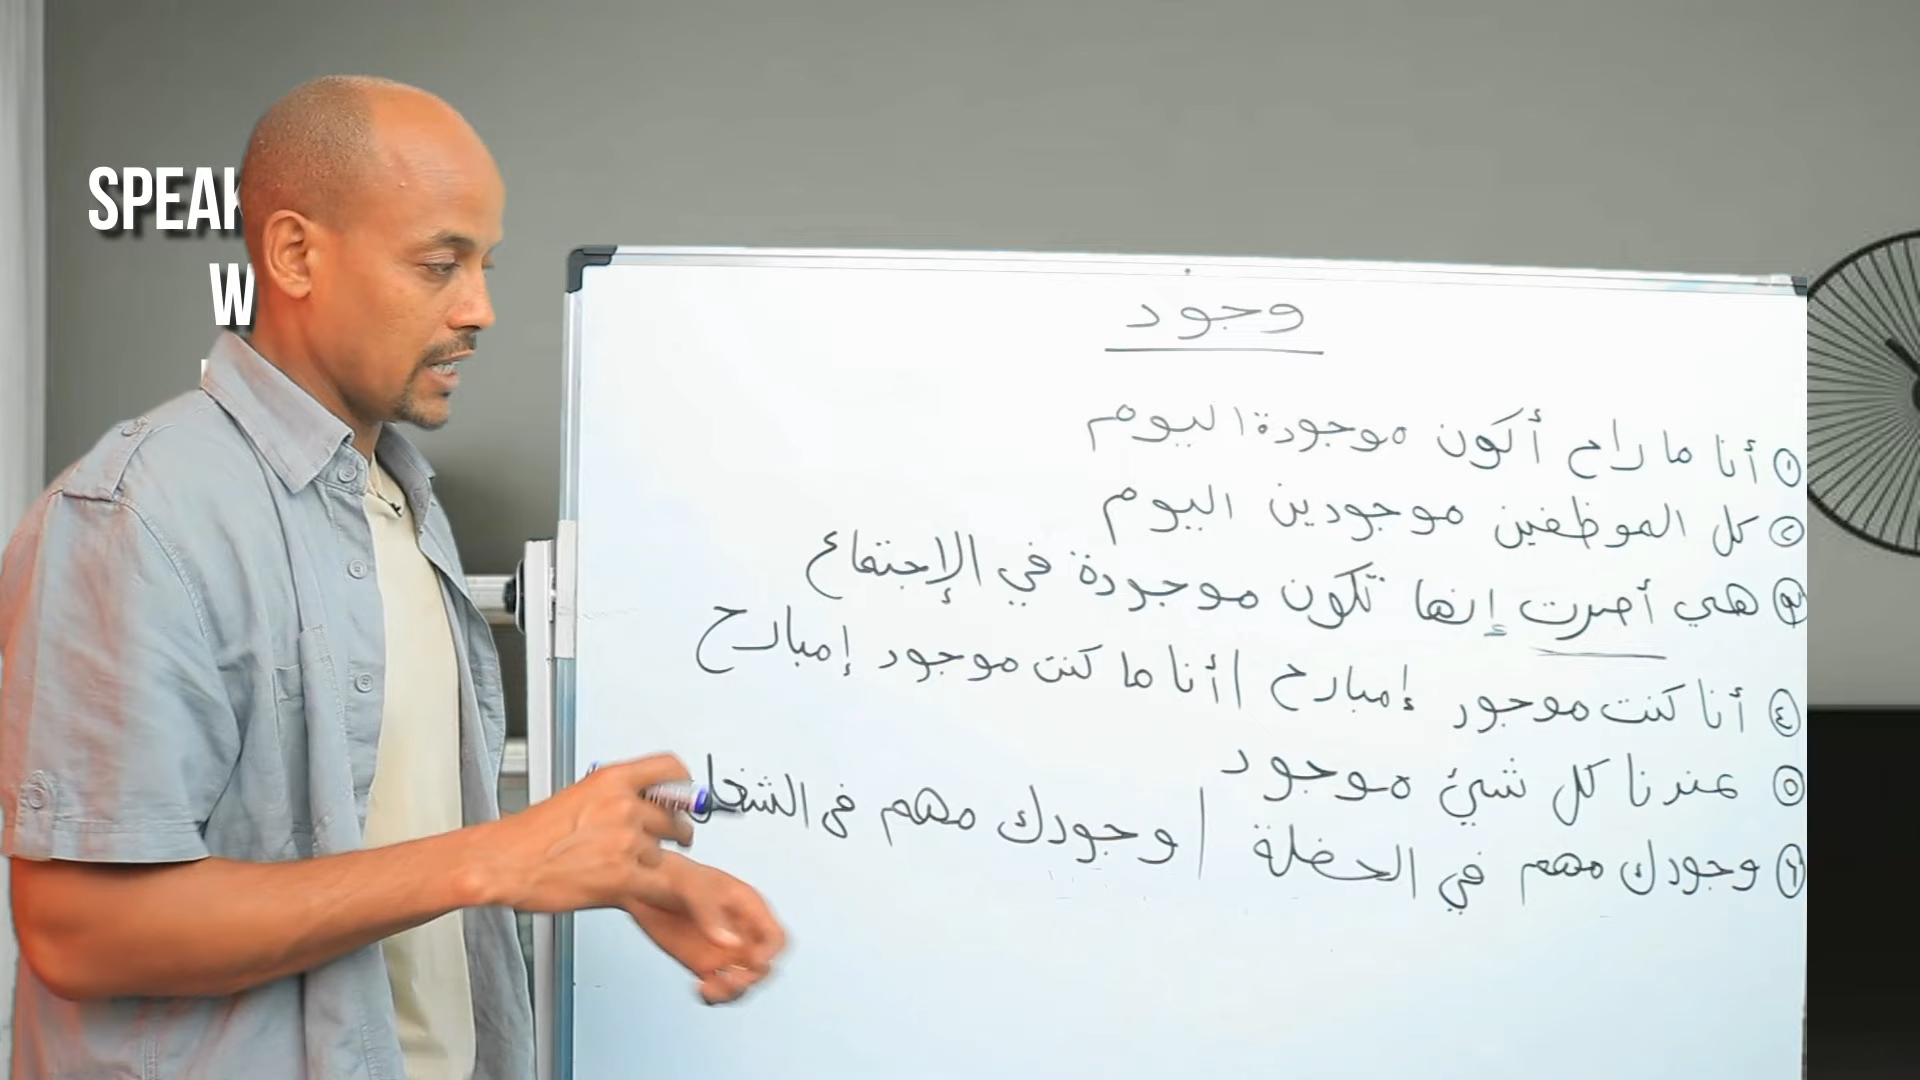 SPEAK
W
وجود
١ أنا ما راح أكون موجودة اليوم
٢ كل الموظفين موجودين اليوم
٣ هي أصرت إنها تكون موجودة في الإجتماع
٤ أنا كنت موجود إمبارح | أنا ما كنت موجود إمبارح
٥ عندنا كل شيء موجود
٦ وجودك مهم في الحفلة | وجودك مهم في الشغل